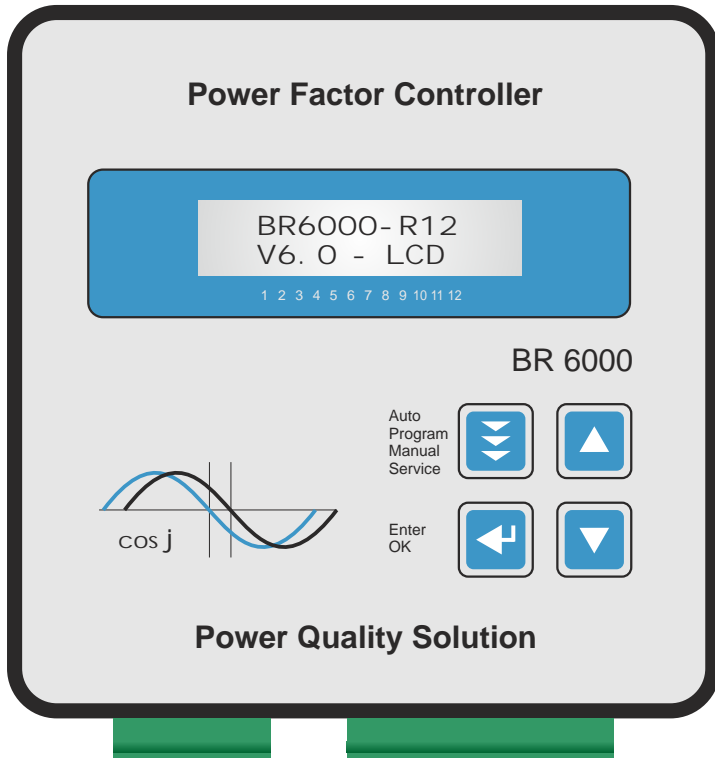 Power Factor Controller
BR6000-R12
V6.0 - LCD
1 2 3 4 5 6 7 8 9 10 11 12
BR 6000
Auto
Program
Manual
Service
cos j
Enter
OK
Power Quality Solution